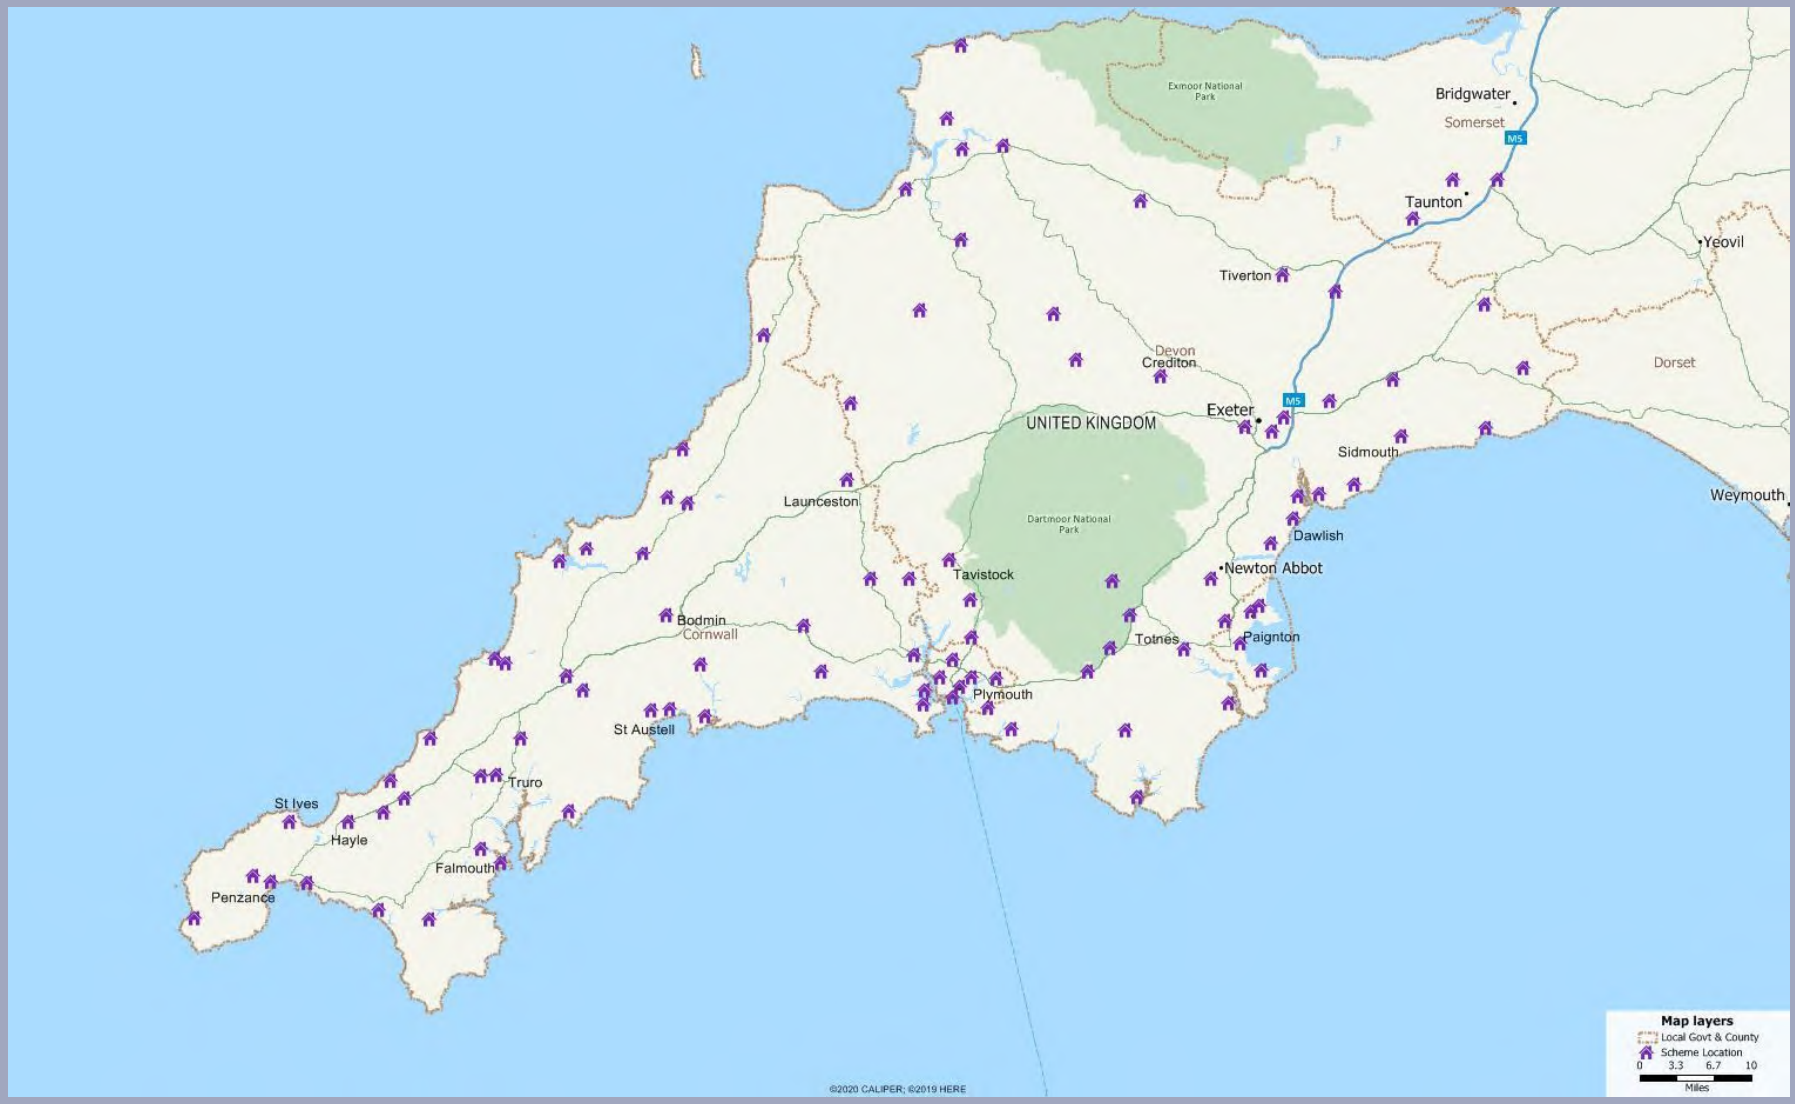 Exmoor National
Park
Bridgwater
Somerset
M5
Taunton
Yeovil
Tiverton
Devon
Crediton
Dorset
M5
Exeter
UNITED KINGDOM
Sidmouth
Launceston
Weymouth
Dartmoor National
Park
Dawlish
Newton Abbot
Tavistock
Bodmin
Cornwall
Totnes
Paignton
Plymouth
St Austell
Truro
St Ives
Hayle
Falmouth
Penzance
Map layers
Local Govt & County
Scheme Location
0 3.3 6.7 10
Miles
©2020 CALIPER; ©2019 HERE